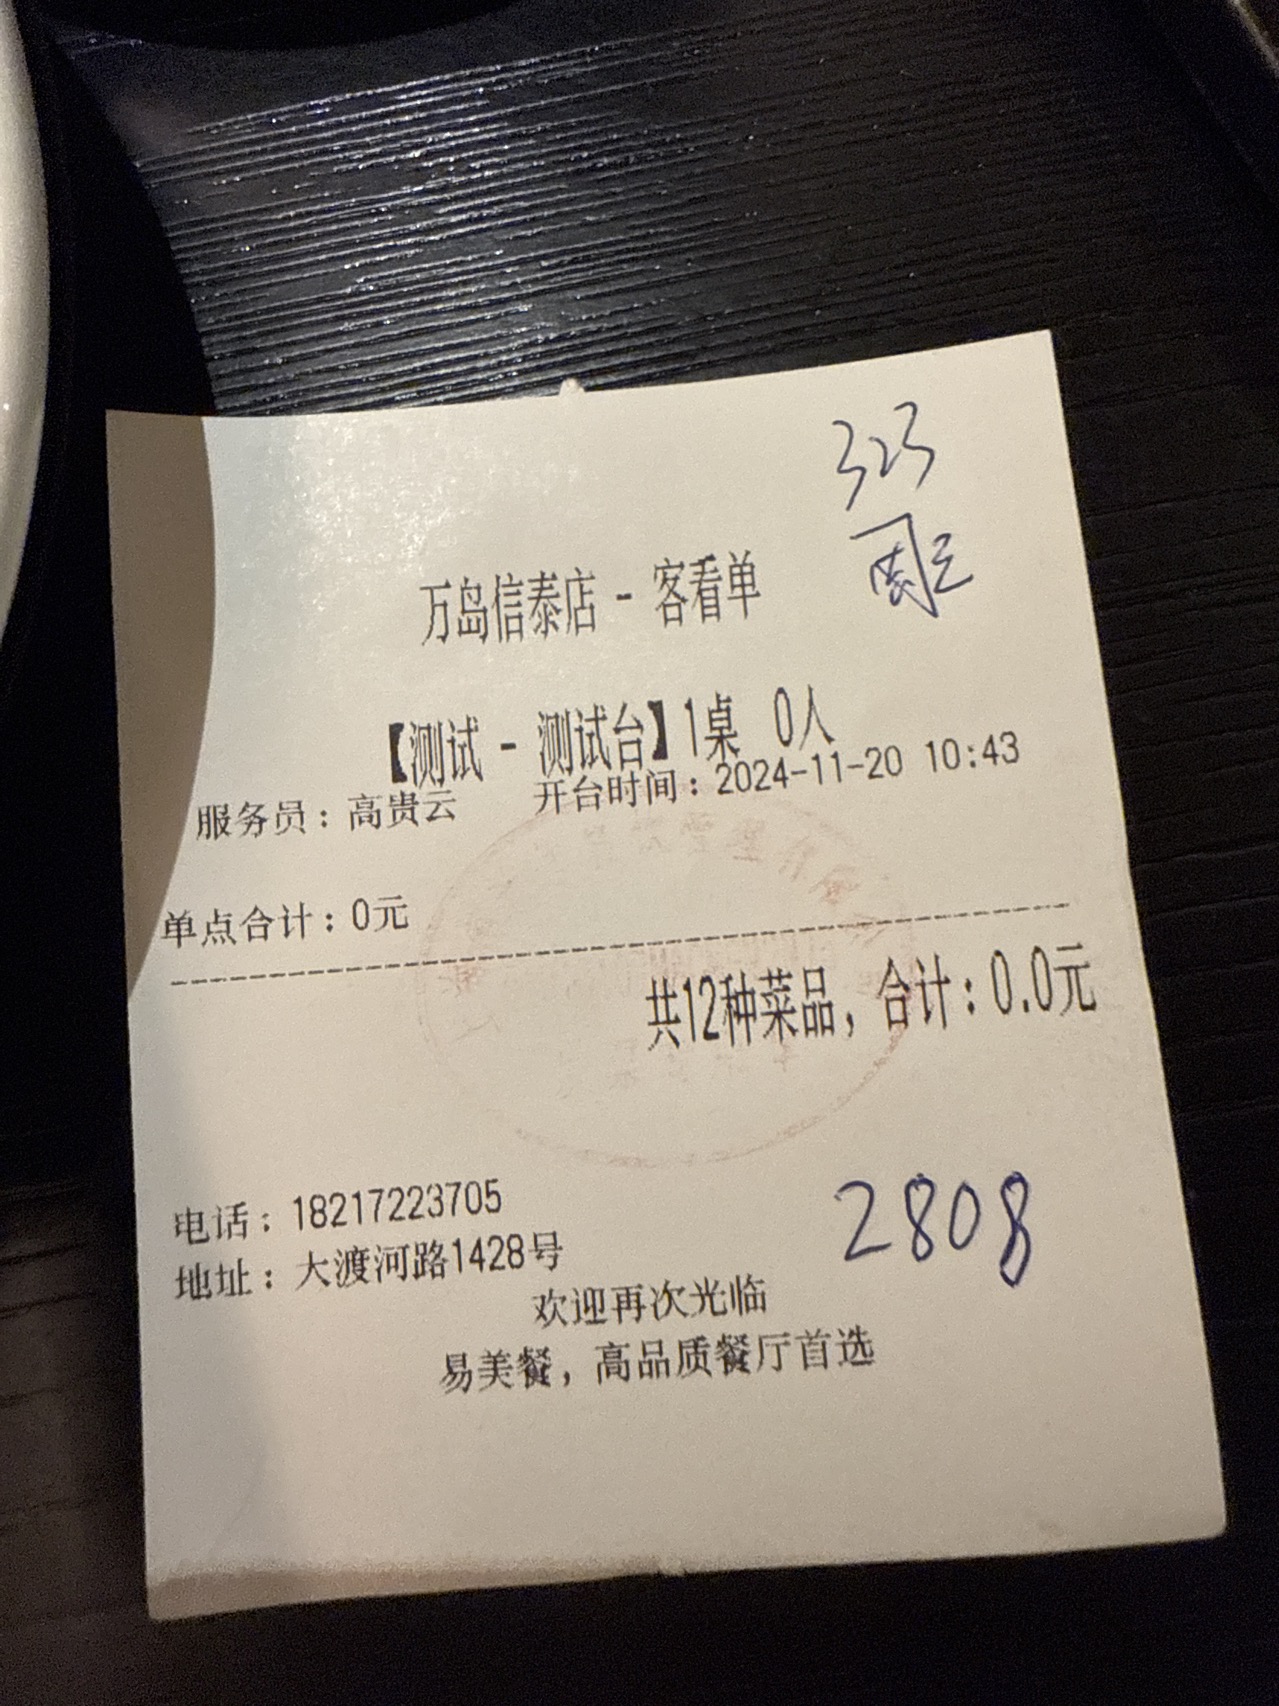 323
万岛信泰店 - 客看单
【测试 - 测试台】1桌 0人
服务员：高贵云 开台时间：2024-11-20 10:43
单点合计：0元
共12种菜品，合计：0.0元
电话：18217223705
2808
地址：大渡河路1428号
欢迎再次光临
易美餐，高品质餐厅首选